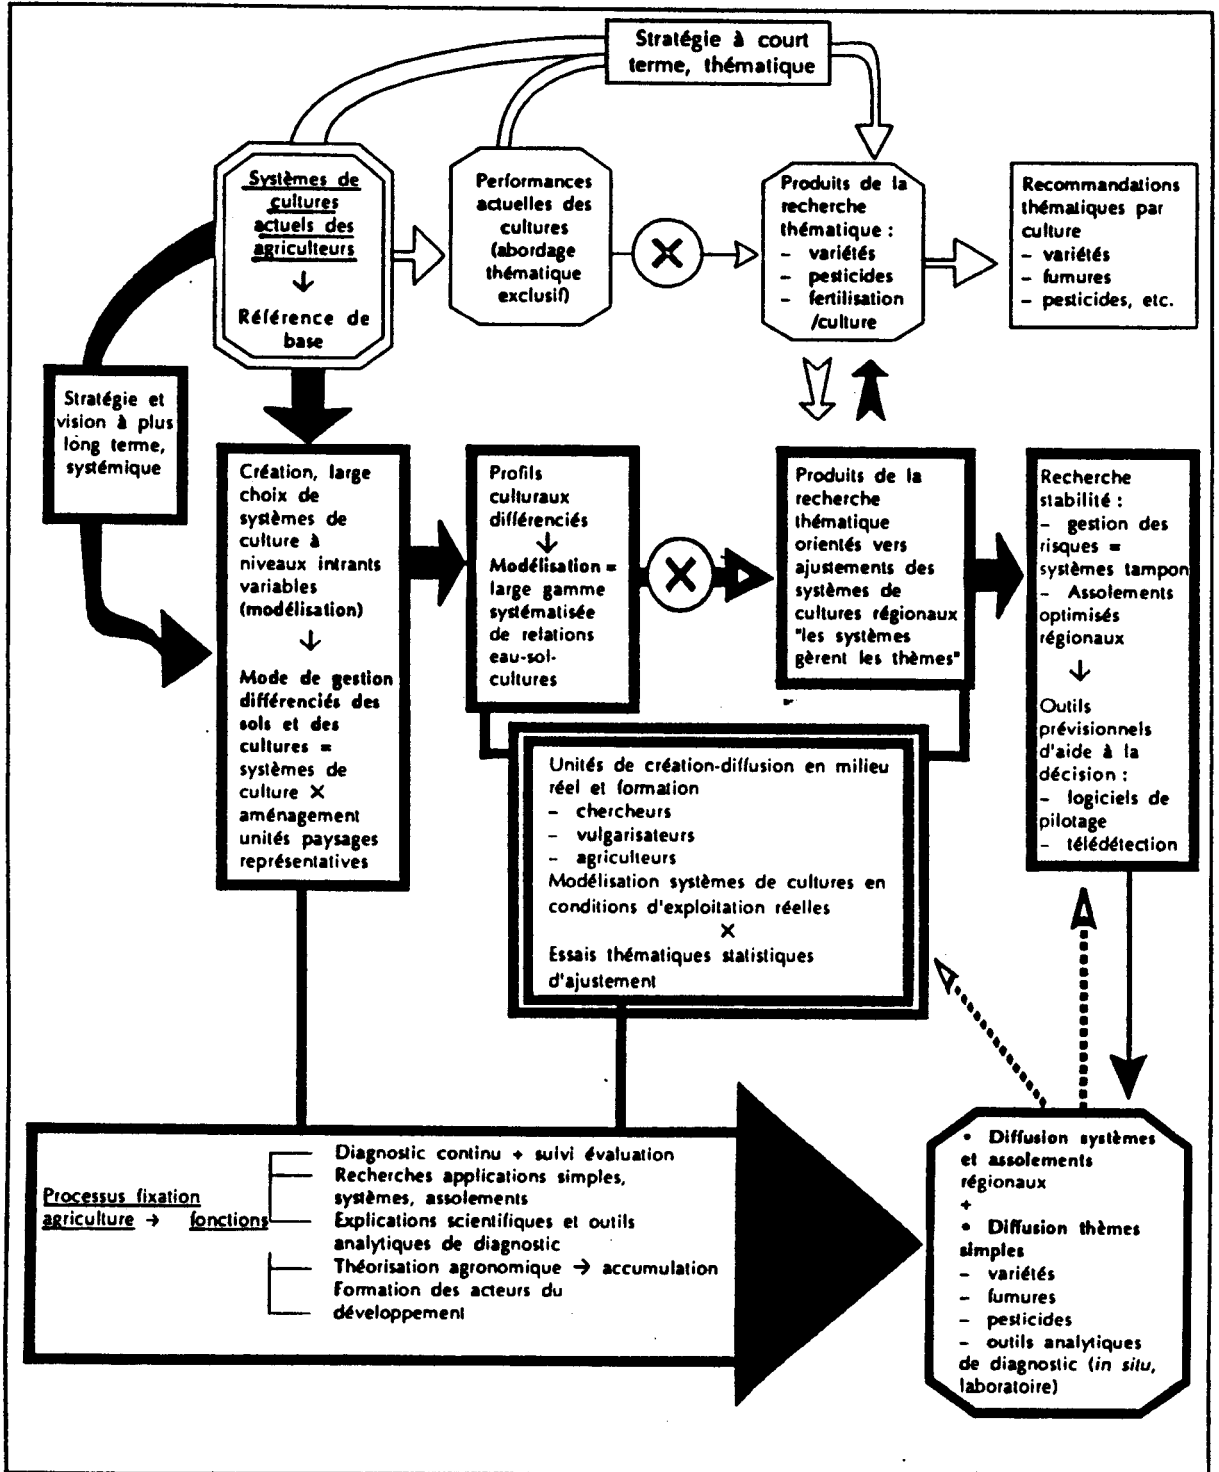 Stratégie à court
terme, thématique
Systèmes de
cultures
actuels des
agriculteurs
↓
Référence de
base
Performances
actuelles des
cultures
(abordage
thématique
exclusif)
×
Produits de la
recherche
thématique :
– variétés
– pesticides
– fertilisation
/culture
Recommandations
thématiques par
culture
– variétés
– fumures
– pesticides, etc.
Stratégie et
vision à plus
long terme,
systémique
Création, large
choix de
systèmes de
culture à
niveaux intrants
variables
(modélisation)
↓
Mode de gestion
différenciés des
sols et des
cultures =
systèmes de
culture ×
aménagement
unités paysages
représentatives
Profils
culturaux
différenciés
↓
Modélisation =
large gamme
systématisée
de relations
eau-sol-
cultures
×
Produits de la
recherche
thématique
orientés vers
ajustements des
systèmes de
cultures régionaux
"les systèmes
gèrent les thèmes"
Recherche
stabilité :
– gestion des
risques =
systèmes tampon
– Assolements
optimisés
régionaux
↓
Outils
prévisionnels
d'aide à la
décision :
– logiciels de
pilotage
– télédétection
Unités de création-diffusion en milieu
réel et formation
– chercheurs
– vulgarisateurs
– agriculteurs
Modélisation systèmes de cultures en
conditions d'exploitation réelles
×
Essais thématiques statistiques
d'ajustement
Processus fixation
agriculture → fonctions
Diagnostic continu + suivi évaluation
Recherches applications simples,
systèmes, assolements
Explications scientifiques et outils
analytiques de diagnostic
Théorisation agronomique → accumulation
Formation des acteurs du
développement
• Diffusion systèmes
et assolements
régionaux
+
• Diffusion thèmes
simples
– variétés
– fumures
– pesticides
– outils analytiques
de diagnostic (in situ,
laboratoire)